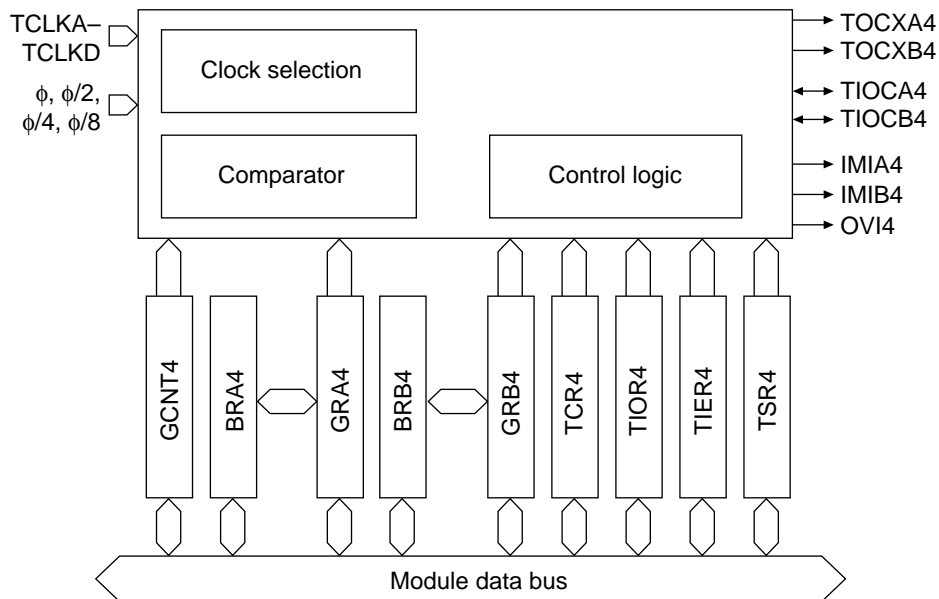 TCLKA–
TCLKD
ϕ, ϕ/2,
ϕ/4, ϕ/8
Clock selection
Comparator
Control logic
TOCXA4
TOCXB4
TIOCA4
TIOCB4
IMIA4
IMIB4
OVI4
GCNT4
BRA4
GRA4
BRB4
GRB4
TCR4
TIOR4
TIER4
TSR4
Module data bus